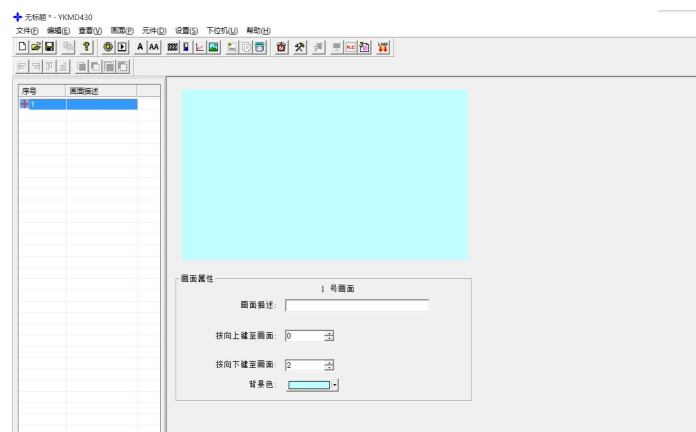 无标题 * - YKMD430
文件(F) 编辑(E) 查看(V) 画面(P) 元件(D) 设置(S) 下位机(U) 帮助(H)
A AA
PLC
序号 画面描述
1
画面属性
1 号画面
画面描述:
按向上键至画面: 0
按向下键至画面: 2
背景色: